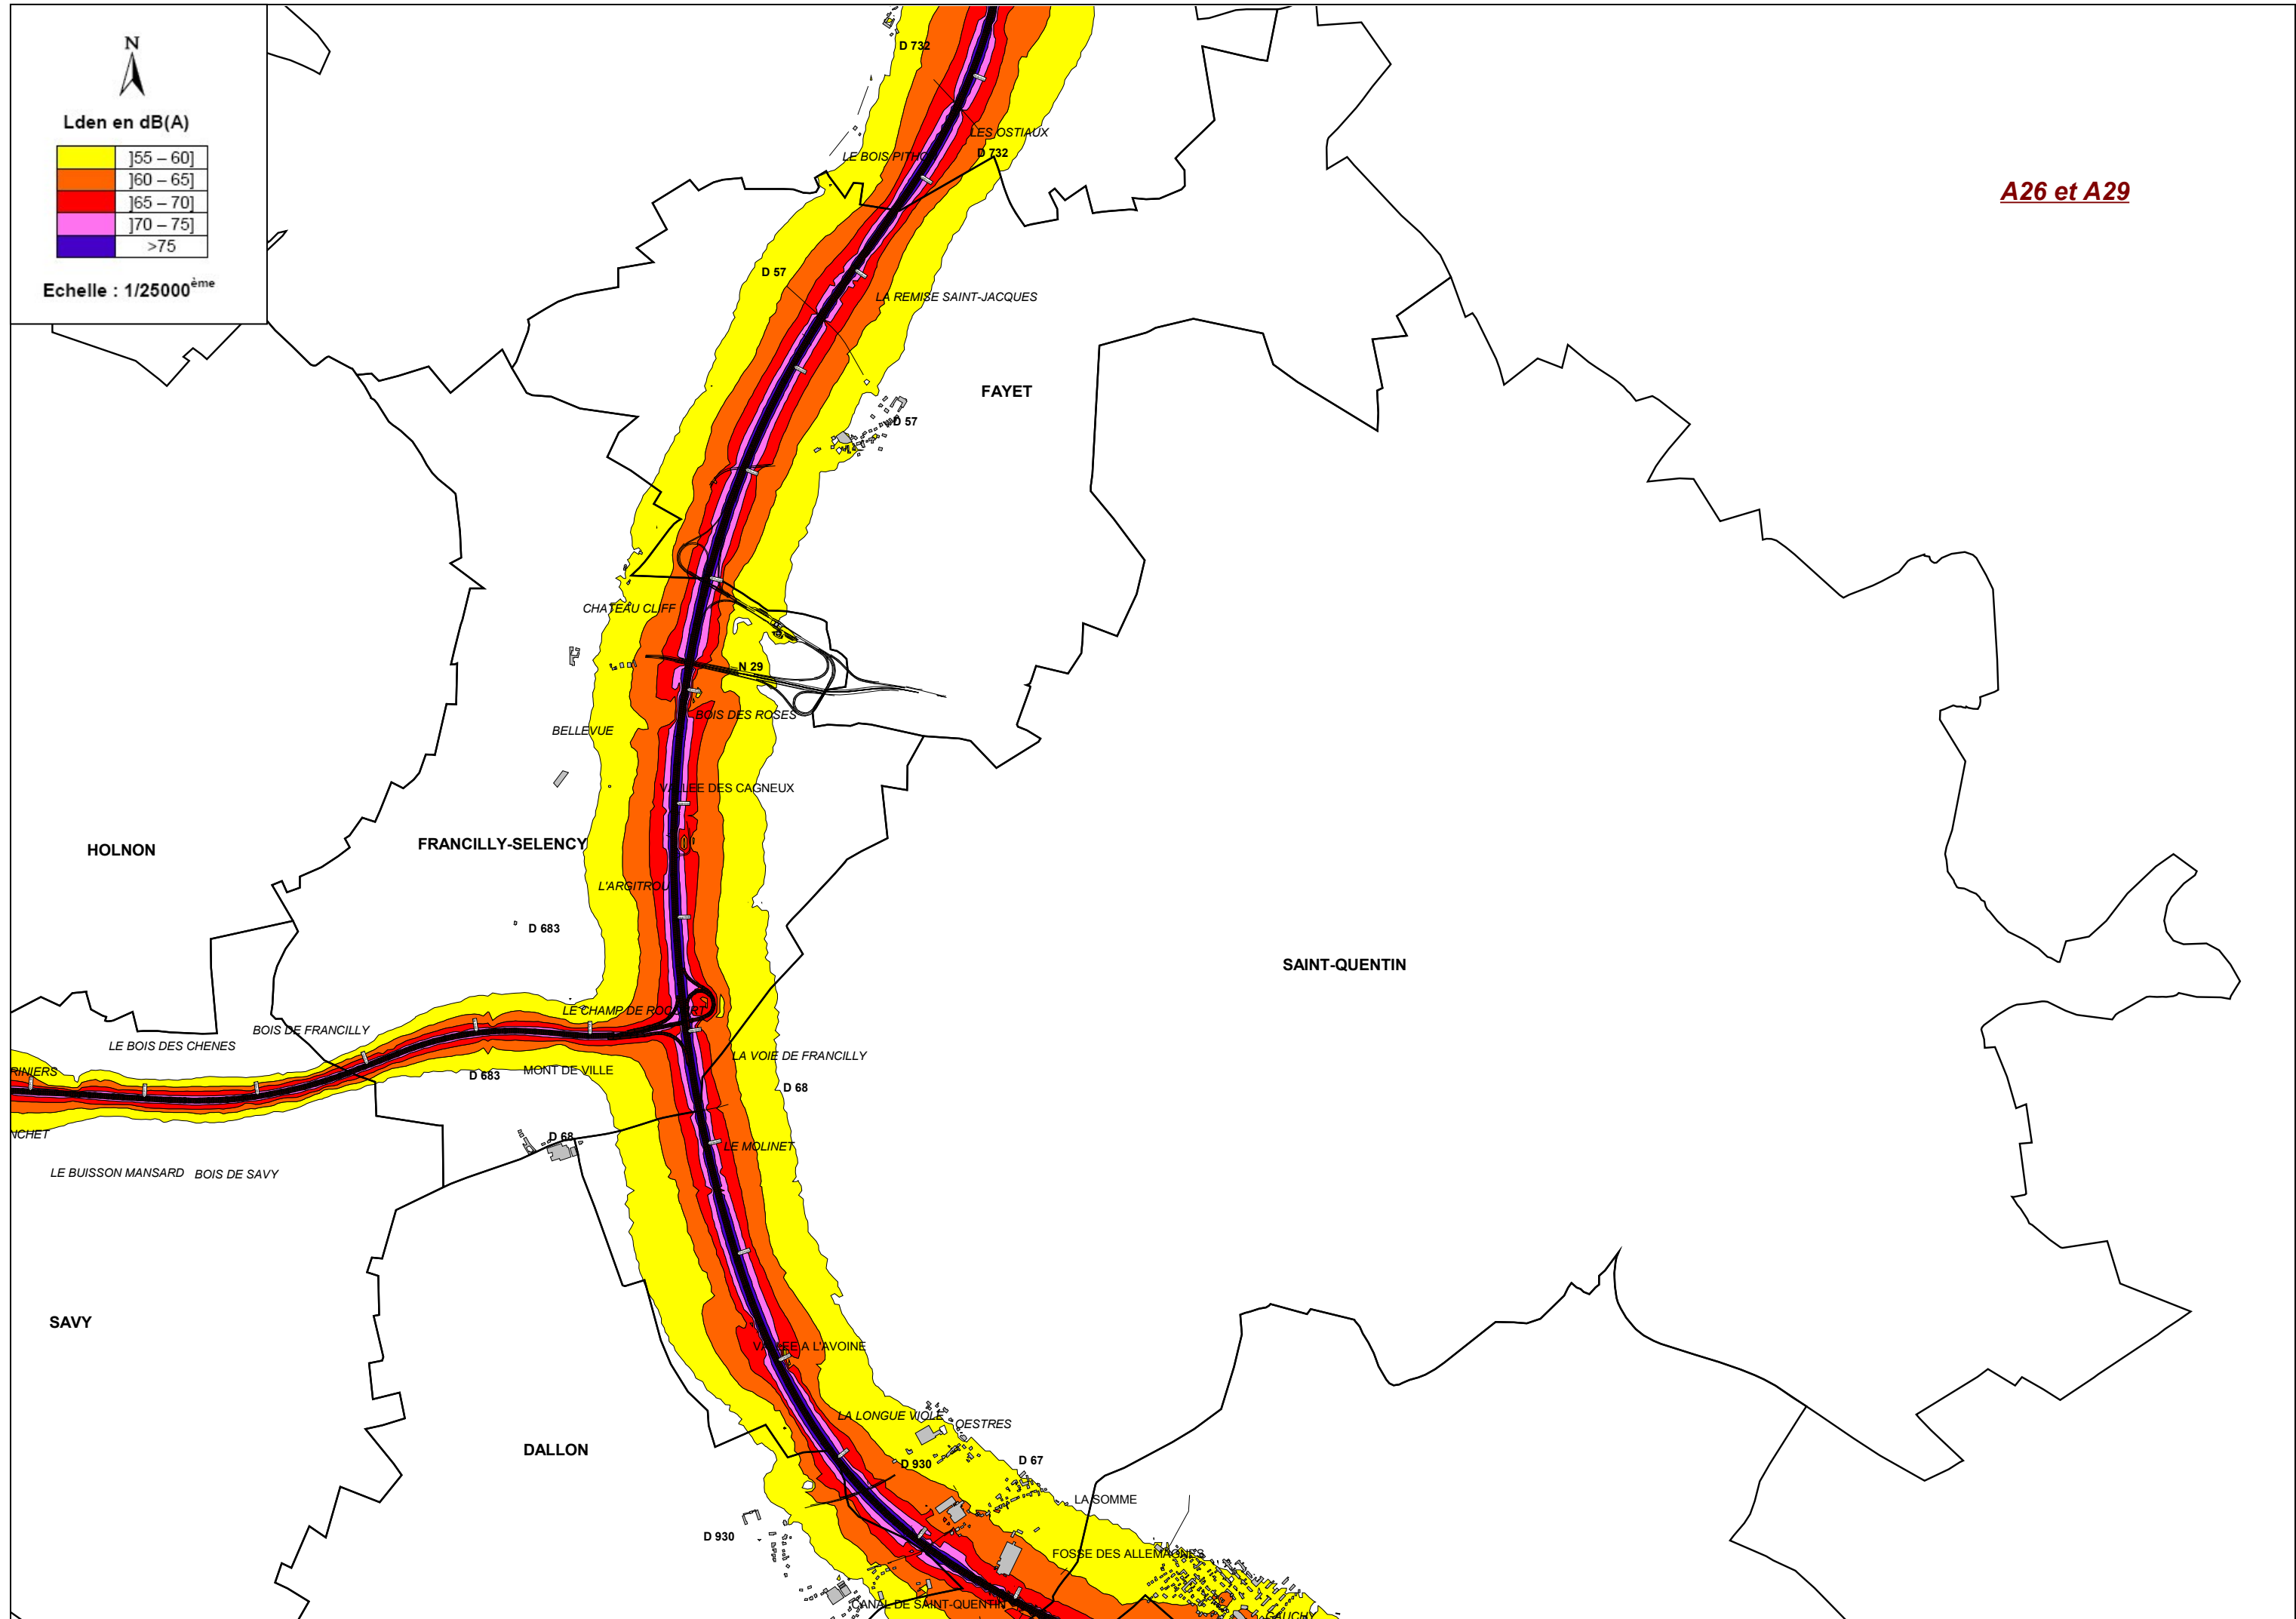 N
Lden en dB(A)
]55 – 60]
]60 – 65]
]65 – 70]
]70 – 75]
>75
Echelle : 1/25000ème
A26 et A29
D 732
LES OSTIAUX
LE BOIS PITHO
D 732
D 57
LA REMISE SAINT-JACQUES
FAYET
D 57
CHATEAU CLIFF
N 29
BOIS DES ROSES
BELLEVUE
VALLEE DES CAGNEUX
HOLNON
FRANCILLY-SELENCY
L'ARGITROU
D 683
SAINT-QUENTIN
LE CHAMP DE ROCOURT
BOIS DE FRANCILLY
LE BOIS DES CHENES
LA VOIE DE FRANCILLY
RINIERS
D 683
MONT DE VILLE
D 68
NCHET
D 68
LE MOLINET
LE BUISSON MANSARD
BOIS DE SAVY
SAVY
VALLEE A L'AVOINE
LA LONGUE VIOLE
OESTRES
DALLON
D 930
D 67
LA SOMME
D 930
FOSSE DES ALLEMAGNES
CANAL DE SAINT-QUENTIN
GAUCHY